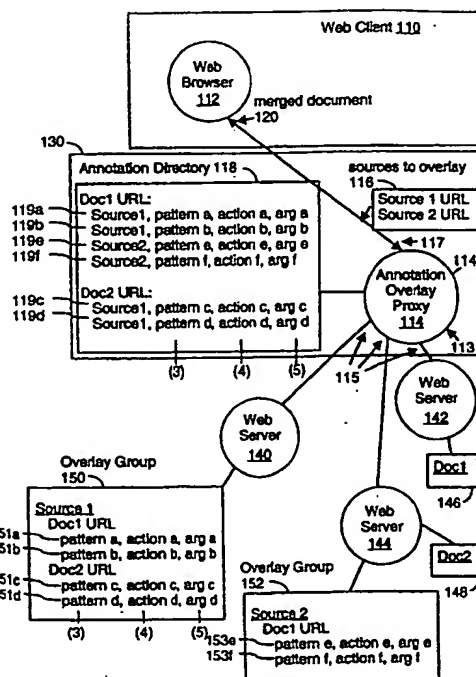 Web Client 110
Web
Browser
112
merged document
120
130
Annotation Directory 118
sources to overlay
116
Source 1 URL
Source 2 URL
117
Doc1 URL:
119a Source1, pattern a, action a, arg a
119b Source1, pattern b, action b, arg b
119e Source2, pattern e, action e, arg e
119f Source2, pattern f, action f, arg f
Doc2 URL:
119c Source1, pattern c, action c, arg c
119d Source1, pattern d, action d, arg d
(3) (4) (5)
114
Annotation
Overlay
Proxy
114
115
113
Web
Server
140
Web
Server
142
Doc1
146
Overlay Group
150
Source 1
Doc1 URL
51a pattern a, action a, arg a
51b pattern b, action b, arg b
Doc2 URL
51c pattern c, action c, arg c
51d pattern d, action d, arg d
(3) (4) (5)
Web
Server
144
Doc2
148
Overlay Group
152
Source 2
Doc1 URL
153e pattern e, action e, arg e
153f pattern f, action f, arg f